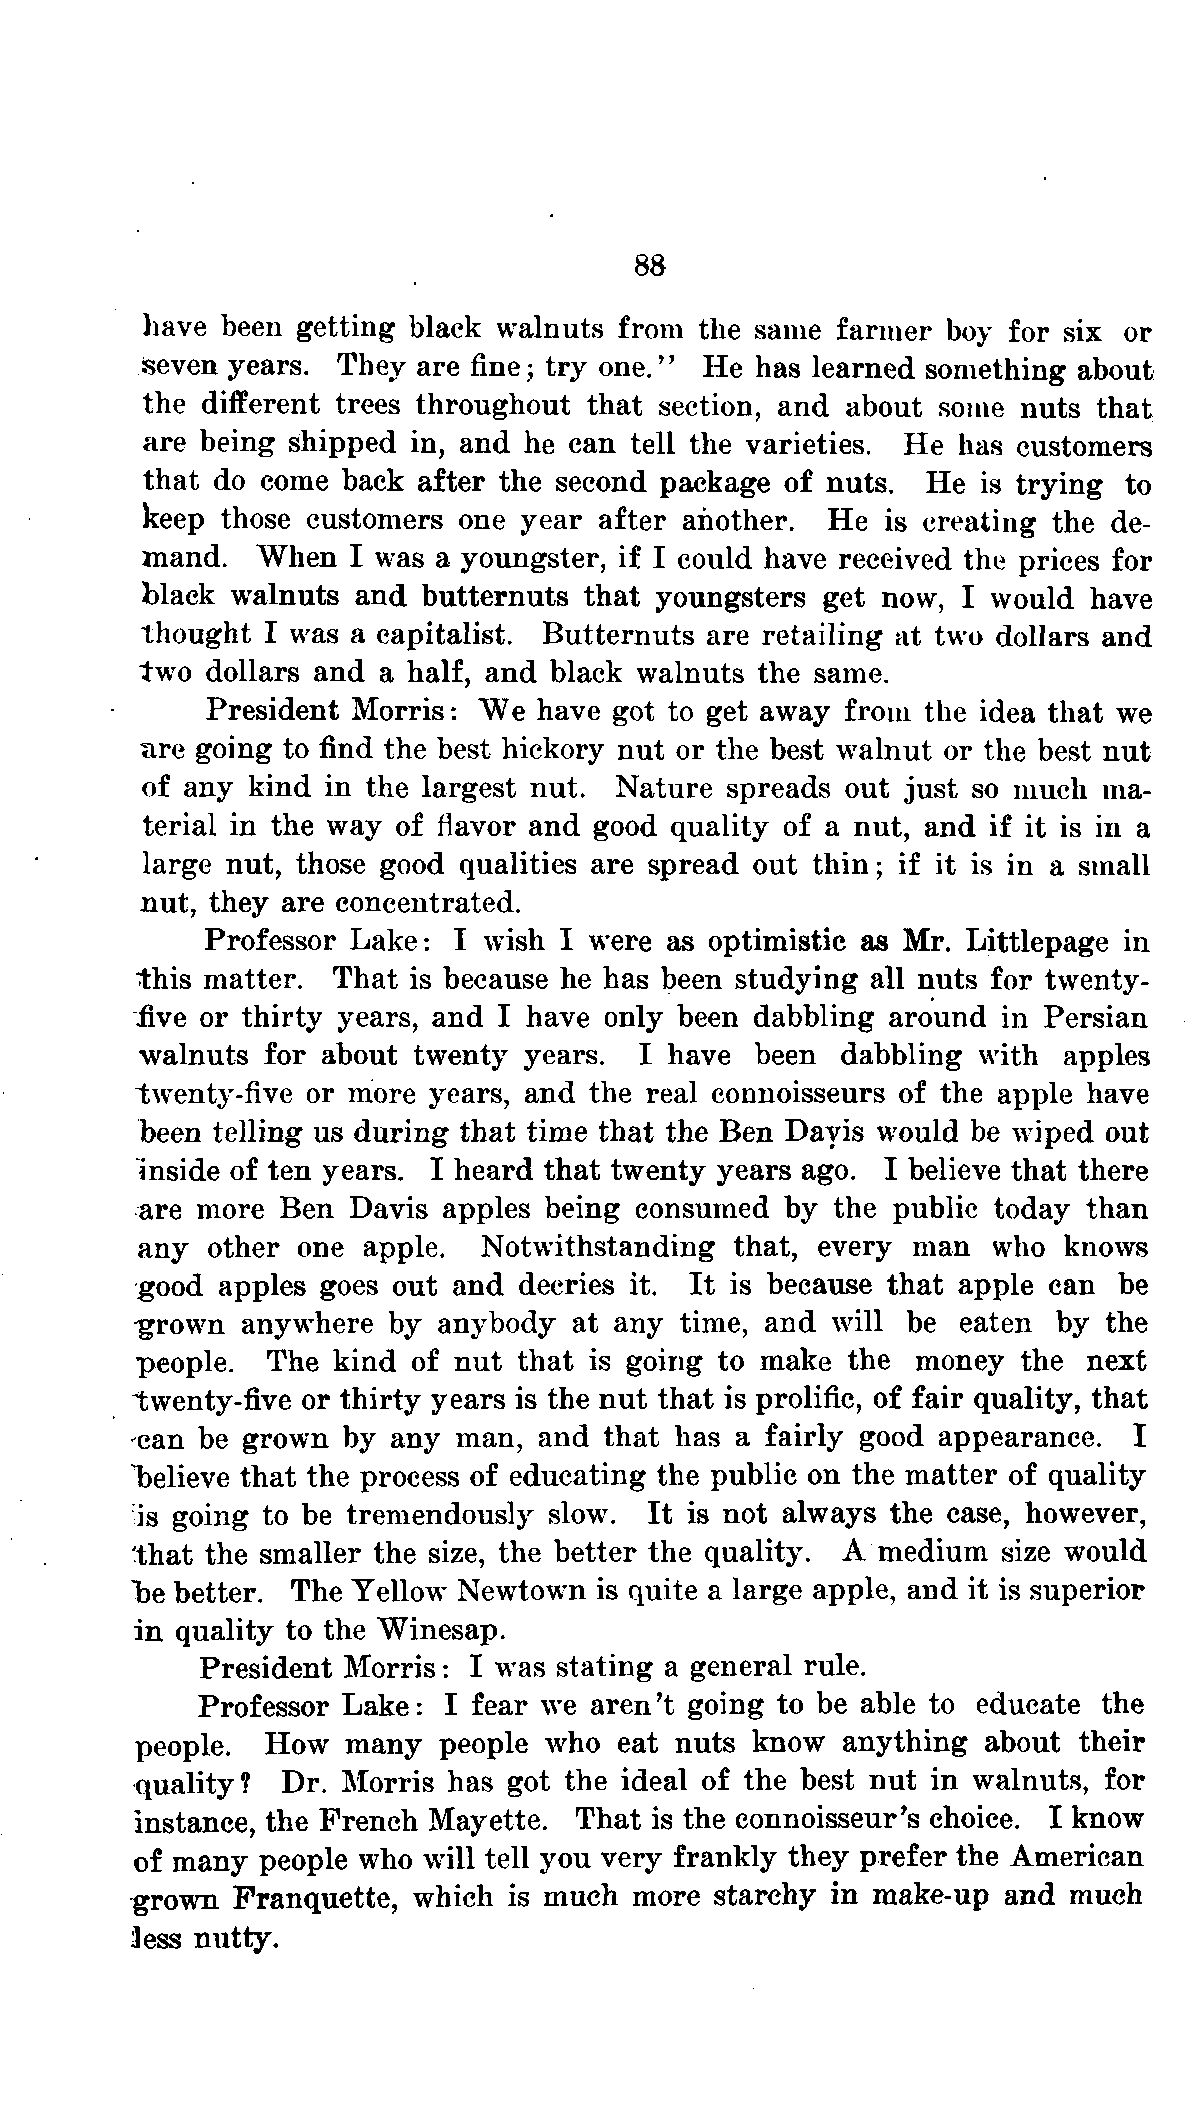 88
have been getting black walnuts from the same farmer boy for six or
seven years. They are fine; try one.'' He has learned something about
the different trees throughout that section, and about some nuts that
are being shipped in, and he can tell the varieties. He has customers
that do come back after the second package of nuts. He is trying to
keep those customers one year after another. He is creating the de-
mand. When I was a youngster, if I could have received the prices for
black walnuts and butternuts that youngsters get now, I would have
thought I was a capitalist. Butternuts are retailing at two dollars and
two dollars and a half, and black walnuts the same.
President Morris: We have got to get away from the idea that we
are going to find the best hickory nut or the best walnut or the best nut
of any kind in the largest nut. Nature spreads out just so much ma-
terial in the way of flavor and good quality of a nut, and if it is in a
large nut, those good qualities are spread out thin; if it is in a small
nut, they are concentrated.
Professor Lake: I wish I were as optimistic as Mr. Littlepage in
this matter. That is because he has been studying all nuts for twenty-
five or thirty years, and I have only been dabbling around in Persian
walnuts for about twenty years. I have been dabbling with apples
twenty-five or more years, and the real connoisseurs of the apple have
been telling us during that time that the Ben Davis would be wiped out
inside of ten years. I heard that twenty years ago. I believe that there
are more Ben Davis apples being consumed by the public today than
any other one apple. Notwithstanding that, every man who knows
good apples goes out and decries it. It is because that apple can be
grown anywhere by anybody at any time, and will be eaten by the
people. The kind of nut that is going to make the money the next
twenty-five or thirty years is the nut that is prolific, of fair quality, that
can be grown by any man, and that has a fairly good appearance. I
believe that the process of educating the public on the matter of quality
is going to be tremendously slow. It is not always the case, however,
that the smaller the size, the better the quality. A medium size would
be better. The Yellow Newtown is quite a large apple, and it is superior
in quality to the Winesap.
President Morris: I was stating a general rule.
Professor Lake: I fear we aren't going to be able to educate the
people. How many people who eat nuts know anything about their
quality? Dr. Morris has got the ideal of the best nut in walnuts, for
instance, the French Mayette. That is the connoisseur's choice. I know
of many people who will tell you very frankly they prefer the American
grown Franquette, which is much more starchy in make-up and much
less nutty.